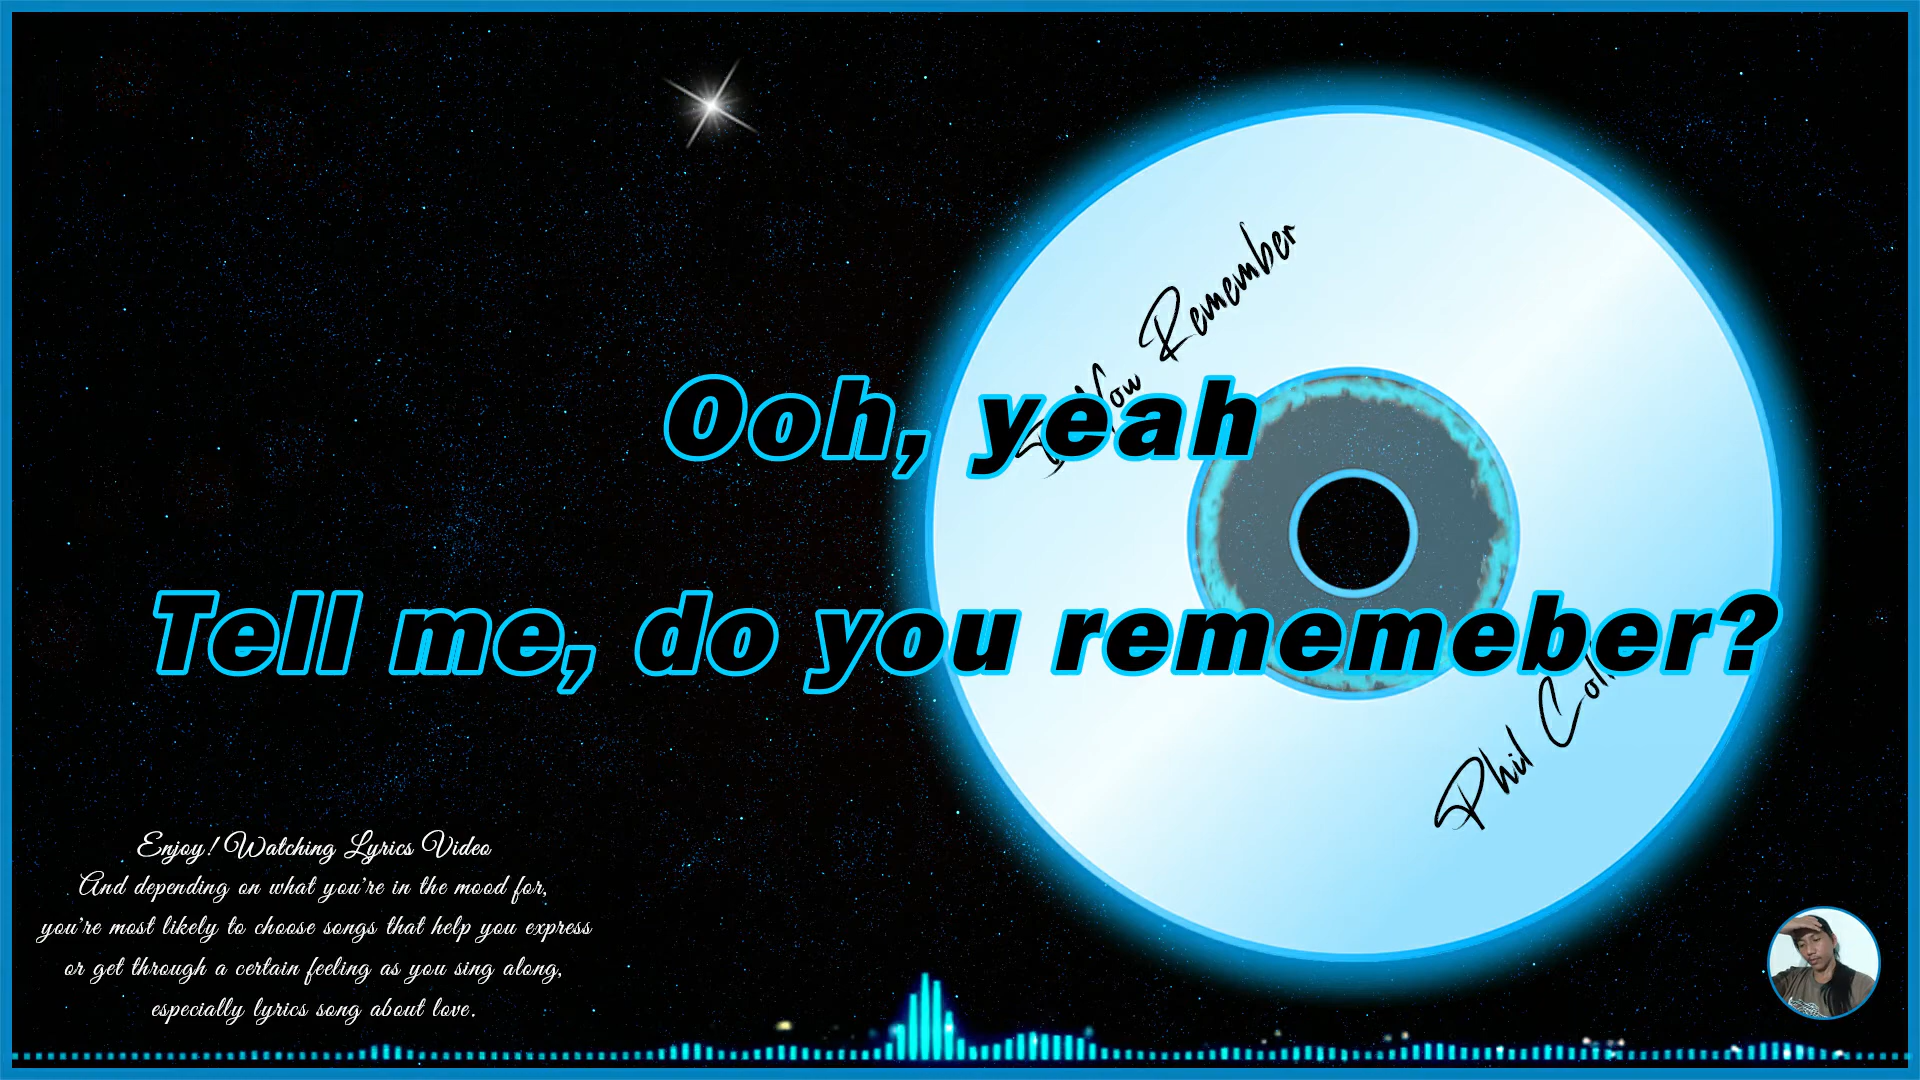 You Remember
Ooh, yeah
Tell me, do you rememeber?
Phil
Enjoy! Watching Lyrics Video
And depending on what you're in the mood for,
you're most likely to choose songs that help you express
or get through a certain feeling as you sing along,
especially lyrics song about love.